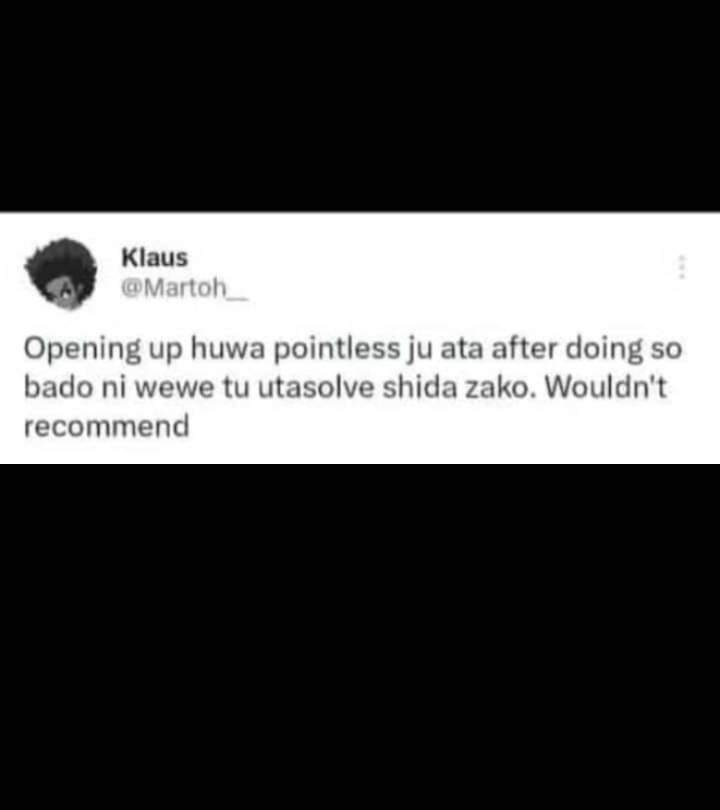 Klaus
@Martoh__
Opening up huwa pointless ju ata after doing so
bado ni wewe tu utasolve shida zako. Wouldn't
recommend